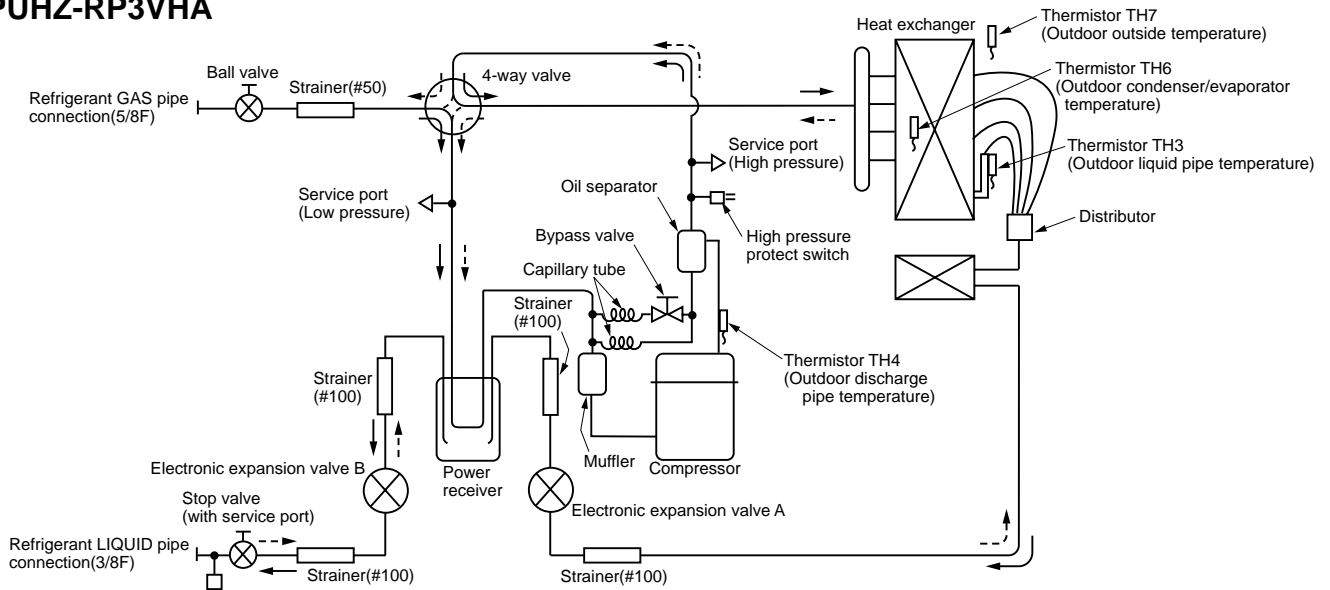 PUHZ-RP3VHA
Heat exchanger
Thermistor TH7
(Outdoor outside temperature)
Ball valve
Strainer(#50)
4-way valve
Thermistor TH6
(Outdoor condenser/evaporator
temperature)
Refrigerant GAS pipe
connection(5/8F)
Service port
(High pressure)
Thermistor TH3
(Outdoor liquid pipe temperature)
Service port
(Low pressure)
Oil separator
Distributor
Bypass valve
High pressure
protect switch
Capillary tube
Strainer
(#100)
Thermistor TH4
(Outdoor discharge
pipe temperature)
Strainer
(#100)
Muffler
Compressor
Electronic expansion valve B
Power
receiver
Stop valve
(with service port)
Electronic expansion valve A
Refrigerant LIQUID pipe
connection(3/8F)
Strainer(#100)
Strainer(#100)